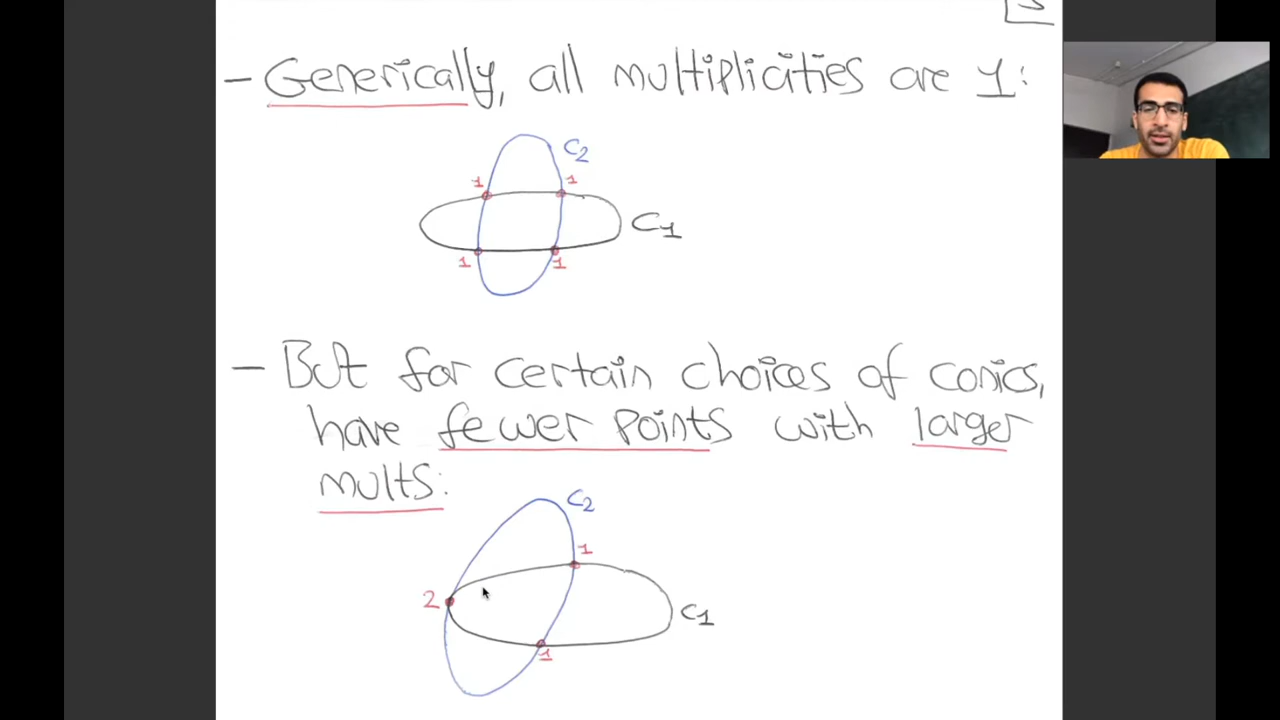 - Generically, all multiplicities are 1:
C2
1 1
C1
1 1
- But for certain choices of conics,
have fewer points with larger
mults:
C2
1
2
C1
1